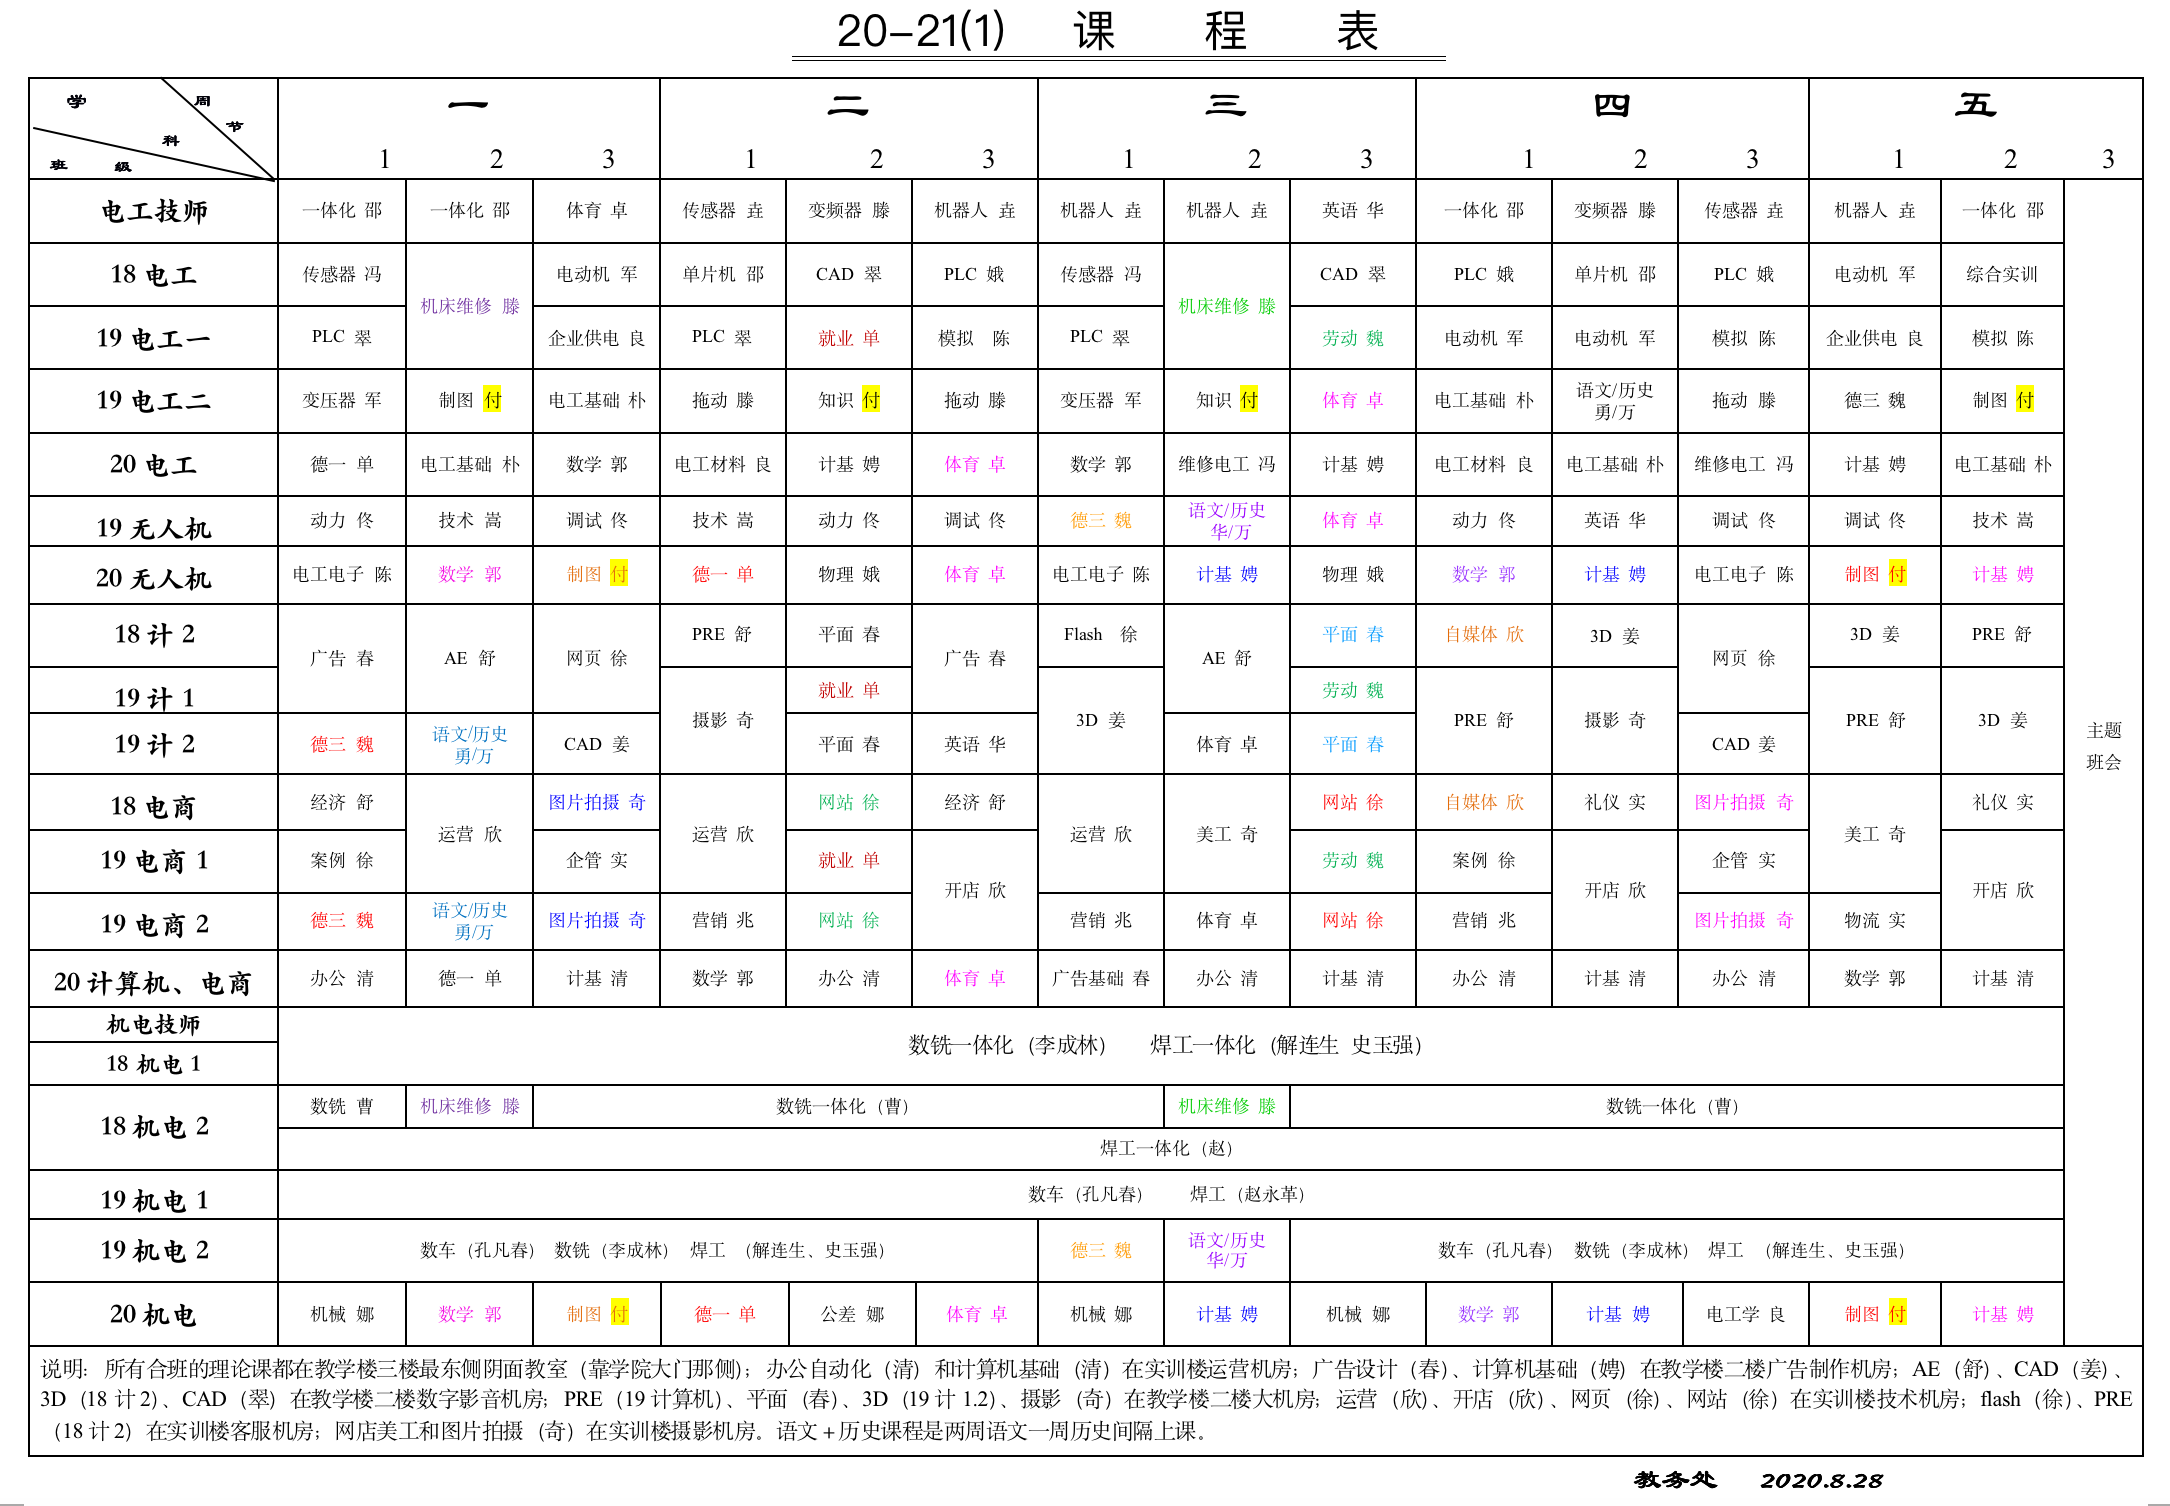 20-21(1) 课 程 表
学 周 一 二 三 四 五
科 节
班 级 1 2 3 1 2 3 1 2 3 1 2 3 1 2 3
电工技师 一体化 邵 一体化 邵 体育 卓 传感器 垚 变频器 滕 机器人 垚 机器人 垚 机器人 垚 英语 华 一体化 邵 变频器 滕 传感器 垚 机器人 垚 一体化 邵
18 电工 传感器 冯 机床维修 滕 电动机 军 单片机 邵 CAD 翠 PLC 娥 传感器 冯 机床维修 滕 CAD 翠 PLC 娥 单片机 邵 PLC 娥 电动机 军 综合实训
19 电工一 PLC 翠 企业供电 良 PLC 翠 就业 单 模拟 陈 PLC 翠 劳动 魏 电动机 军 电动机 军 模拟 陈 企业供电 良 模拟 陈
19 电工二 变压器 军 制图 付 电工基础 朴 拖动 滕 知识 付 拖动 滕 变压器 军 知识 付 体育 卓 电工基础 朴 语文/历史 勇/万 拖动 滕 德三 魏 制图 付
20 电工 德一 单 电工基础 朴 数学 郭 电工材料 良 计基 娉 体育 卓 数学 郭 维修电工 冯 计基 娉 电工材料 良 电工基础 朴 维修电工 冯 计基 娉 电工基础 朴
19 无人机 动力 佟 技术 嵩 调试 佟 技术 嵩 动力 佟 调试 佟 德三 魏 语文/历史 华/万 体育 卓 动力 佟 英语 华 调试 佟 调试 佟 技术 嵩
20 无人机 电工电子 陈 数学 郭 制图 付 德一 单 物理 娥 体育 卓 电工电子 陈 计基 娉 物理 娥 数学 郭 计基 娉 电工电子 陈 制图 付 计基 娉
18 计 2 广告 春 AE 舒 网页 徐 PRE 舒 平面 春 广告 春 Flash 徐 AE 舒 平面 春 自媒体 欣 3D 姜 网页 徐 3D 姜 PRE 舒
19 计 1 摄影 奇 就业 单 3D 姜 劳动 魏 PRE 舒 摄影 奇 PRE 舒 3D 姜
19 计 2 德三 魏 语文/历史 勇/万 CAD 姜 平面 春 英语 华 体育 卓 平面 春 CAD 姜
主题
班会
18 电商 经济 舒 运营 欣 图片拍摄 奇 运营 欣 网站 徐 经济 舒 运营 欣 美工 奇 网站 徐 自媒体 欣 礼仪 实 图片拍摄 奇 美工 奇 礼仪 实
19 电商 1 案例 徐 企管 实 就业 单 开店 欣 劳动 魏 案例 徐 开店 欣 企管 实 开店 欣
19 电商 2 德三 魏 语文/历史 勇/万 图片拍摄 奇 营销 兆 网站 徐 营销 兆 体育 卓 网站 徐 营销 兆 图片拍摄 奇 物流 实
20 计算机、电商 办公 清 德一 单 计基 清 数学 郭 办公 清 体育 卓 广告基础 春 办公 清 计基 清 办公 清 计基 清 办公 清 数学 郭 计基 清
机电技师 数铣一体化(李成林) 焊工一体化(解连生 史玉强)
18 机电 1
18 机电 2 数铣 曹 机床维修 滕 数铣一体化(曹) 机床维修 滕 数铣一体化(曹)
焊工一体化(赵)
19 机电 1 数车(孔凡春) 焊工(赵永革)
19 机电 2 数车(孔凡春) 数铣(李成林) 焊工 (解连生、史玉强) 德三 魏 语文/历史 华/万 数车(孔凡春) 数铣(李成林) 焊工 (解连生、史玉强)
20 机电 机械 娜 数学 郭 制图 付 德一 单 公差 娜 体育 卓 机械 娜 计基 娉 机械 娜 数学 郭 计基 娉 电工学 良 制图 付 计基 娉
说明: 所有合班的理论课都在教学楼三楼最东侧阴面教室(靠学院大门那侧); 办公自动化(清)和计算机基础(清)在实训楼运营机房; 广告设计(春)、计算机基础(娉)在教学楼二楼广告制作机房; AE(舒)、CAD(姜)、
3D(18 计 2)、CAD(翠)在教学楼二楼数字影音机房; PRE(19 计算机)、平面(春)、3D(19 计 1.2)、摄影(奇)在教学楼二楼大机房; 运营(欣)、开店(欣)、网页(徐)、网站(徐)在实训楼技术机房; flash(徐)、PRE
(18 计 2)在实训楼客服机房; 网店美工和图片拍摄(奇)在实训楼摄影机房。语文+历史课程是两周语文一周历史间隔上课。
教务处 2020.8.28